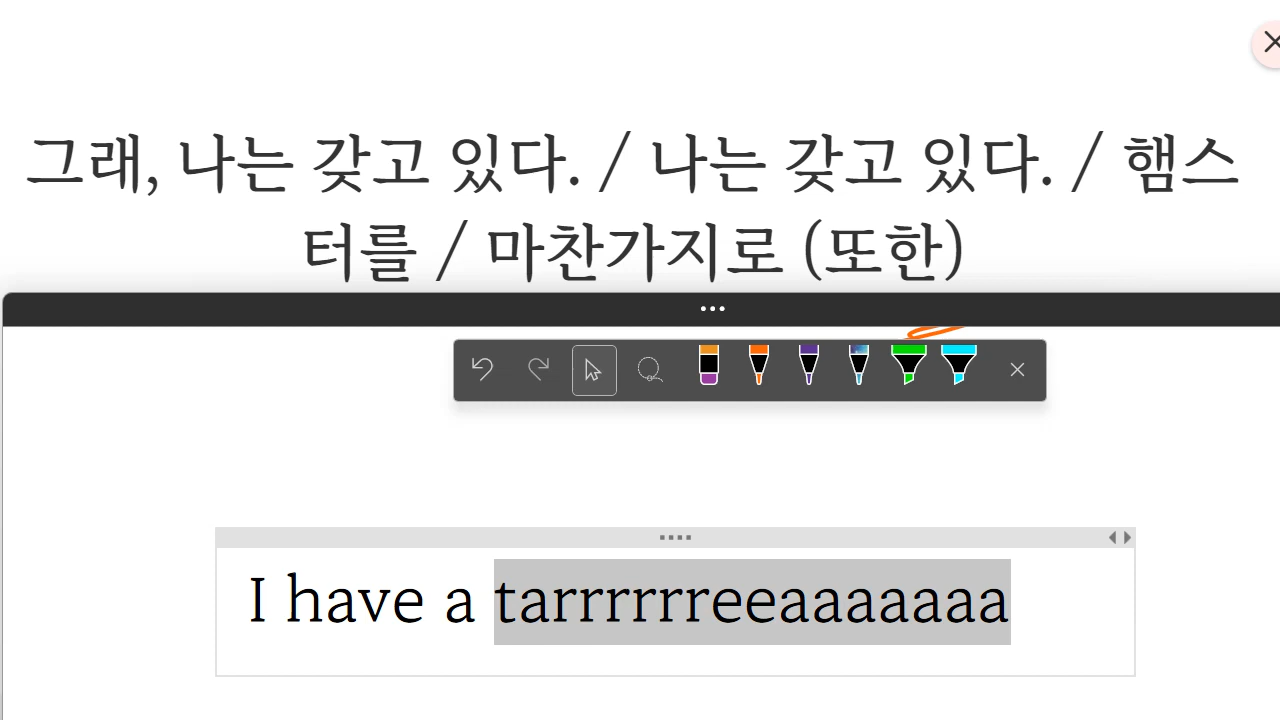 그래, 나는 갖고 있다. / 나는 갖고 있다. / 햄스
터를 / 마찬가지로 (또한)
I have a tarrrrrreeaaaaaaa